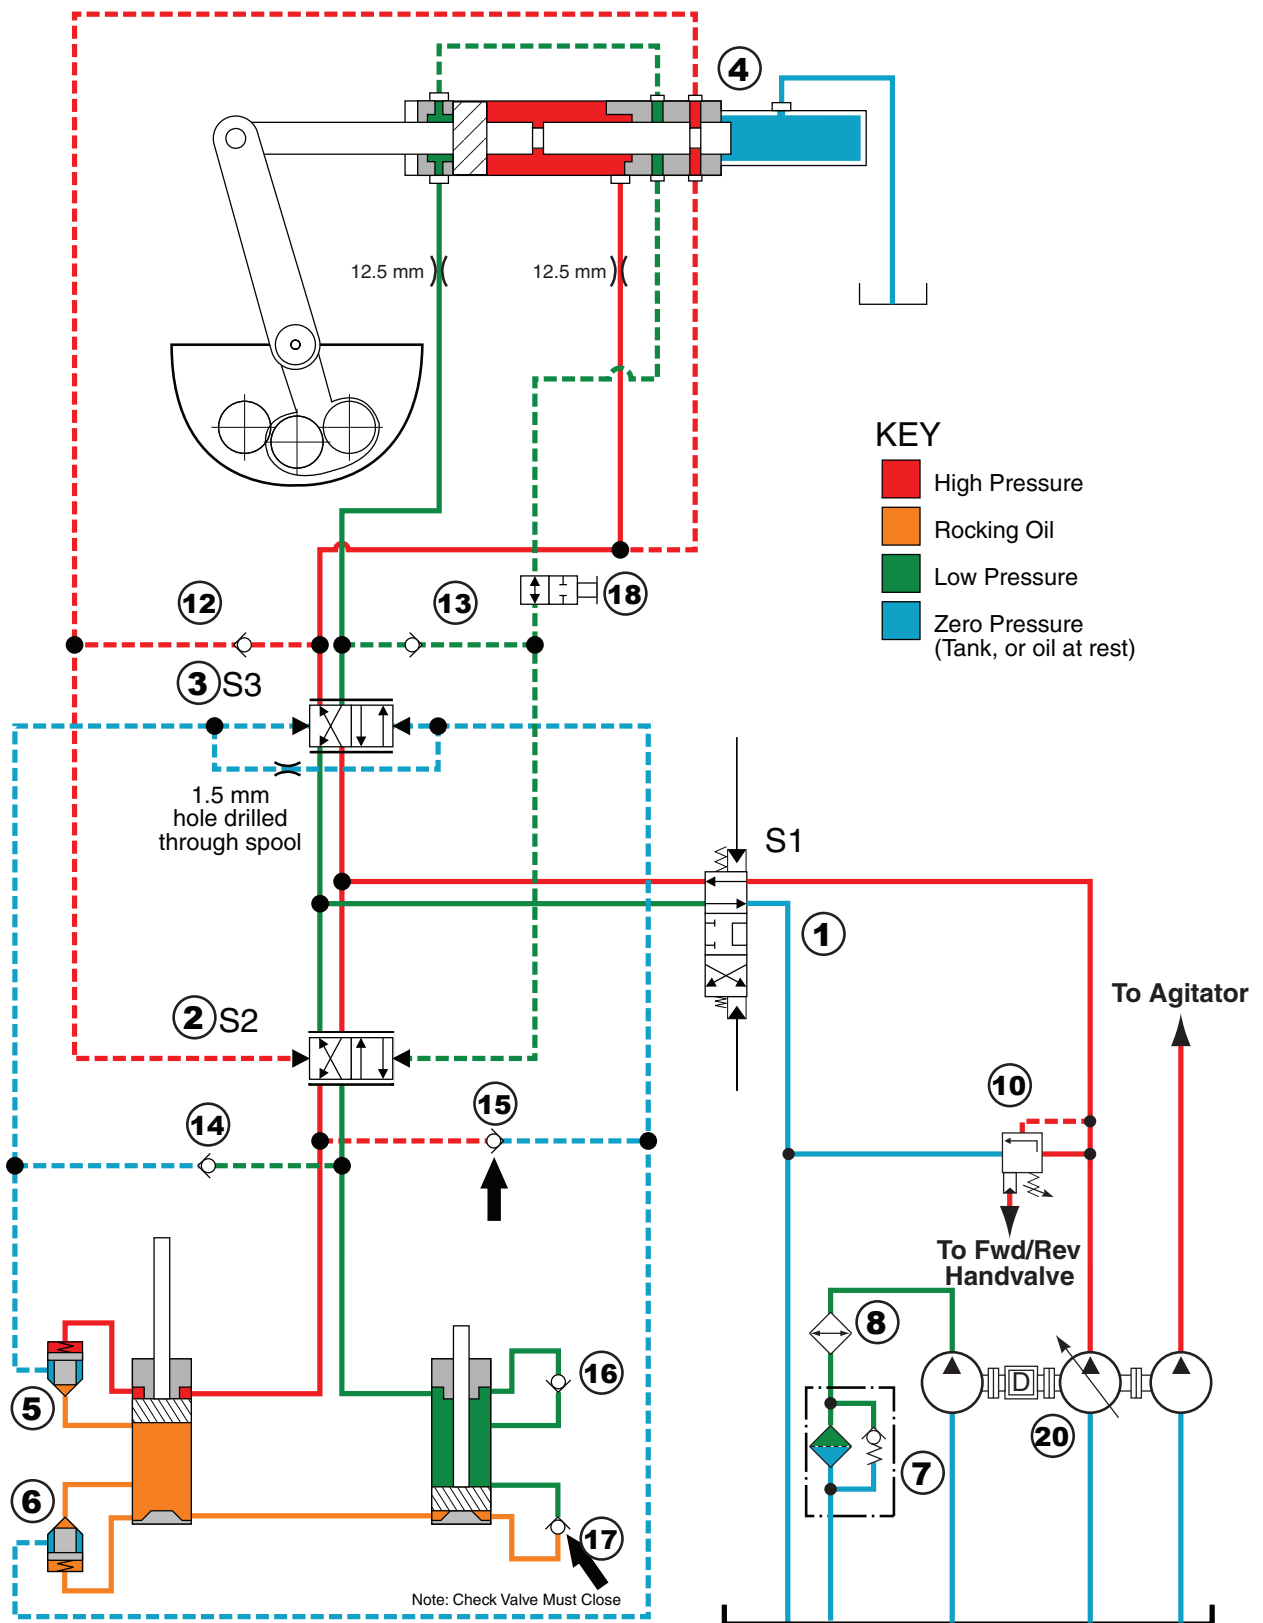 4
12.5 mm
12.5 mm
KEY
High Pressure
Rocking Oil
Low Pressure
Zero Pressure
(Tank, or oil at rest)
18
12
13
3 S3
1.5 mm
hole drilled
through spool
S1
1
2 S2
To Agitator
10
15
14
To Fwd/Rev
Handvalve
8
16
5
D
20
7
6
17
Note: Check Valve Must Close